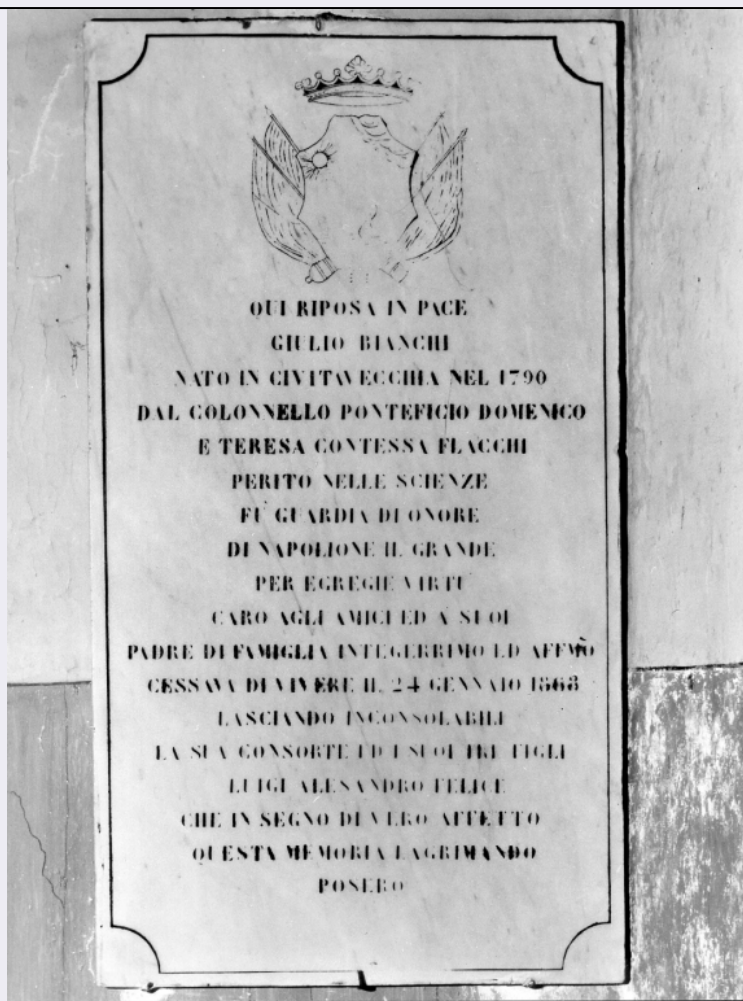 QUI RIPOSA IN PACE
GIULIO BIANCHI
NATO IN CIVITAVECCHIA NEL 1790
DAL COLONNELLO PONTEFICIO DOMENICO
E TERESA CONTESSA FLACCHI
PERITO NELLE SCIENZE
FU GUARDIA DI ONORE
DI NAPOLIONE IL GRANDE
PER EGREGIE VIRTU
CARO AGLI AMICI ED A SUOI
PADRE DI FAMIGLIA INTEGERRIMO ED AFFMO
CESSAVA DI VIVERE IL 24 GENNAIO 1868
LASCIANDO INCONSOLABILI
LA SUA CONSORTE ED I SUOI TRE FIGLI
LUIGI ALESANDRO FELICE
CHE IN SEGNO DI VERO AFFETTO
QUESTA MEMORIA LAGRIMANDO
POSERO